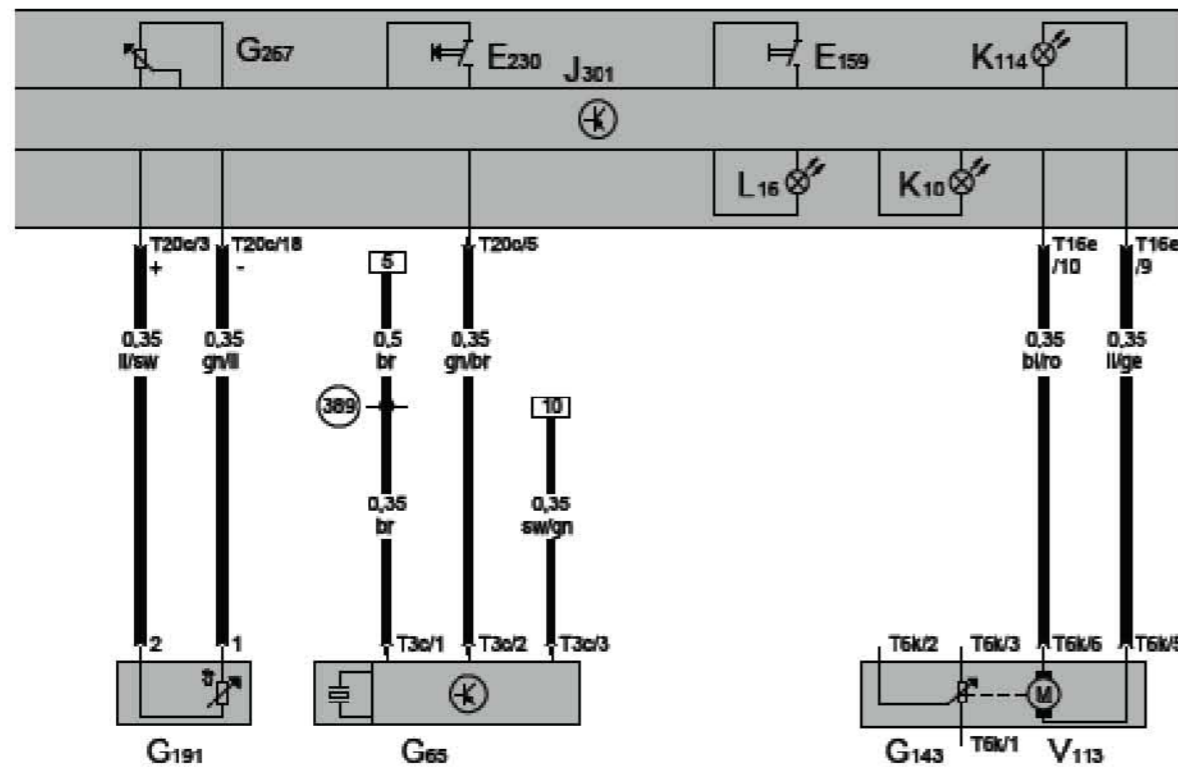 G267
E230
J301
E159
K114
L16
K10
T20c/3
T20c/18
T20c/5
T16e
/10
T16e
/9
+
-
5
0,35
li/sw
0,35
gn/li
0,5
br
0,35
gn/br
0,35
bl/ro
0,35
li/ge
389
10
0,35
br
0,35
sw/gn
2
1
T3c/1
T3c/2
T3c/3
T6k/2
T6k/3
T6k/6
T6k/5
M
G191
G65
G143
T6k/1
V113